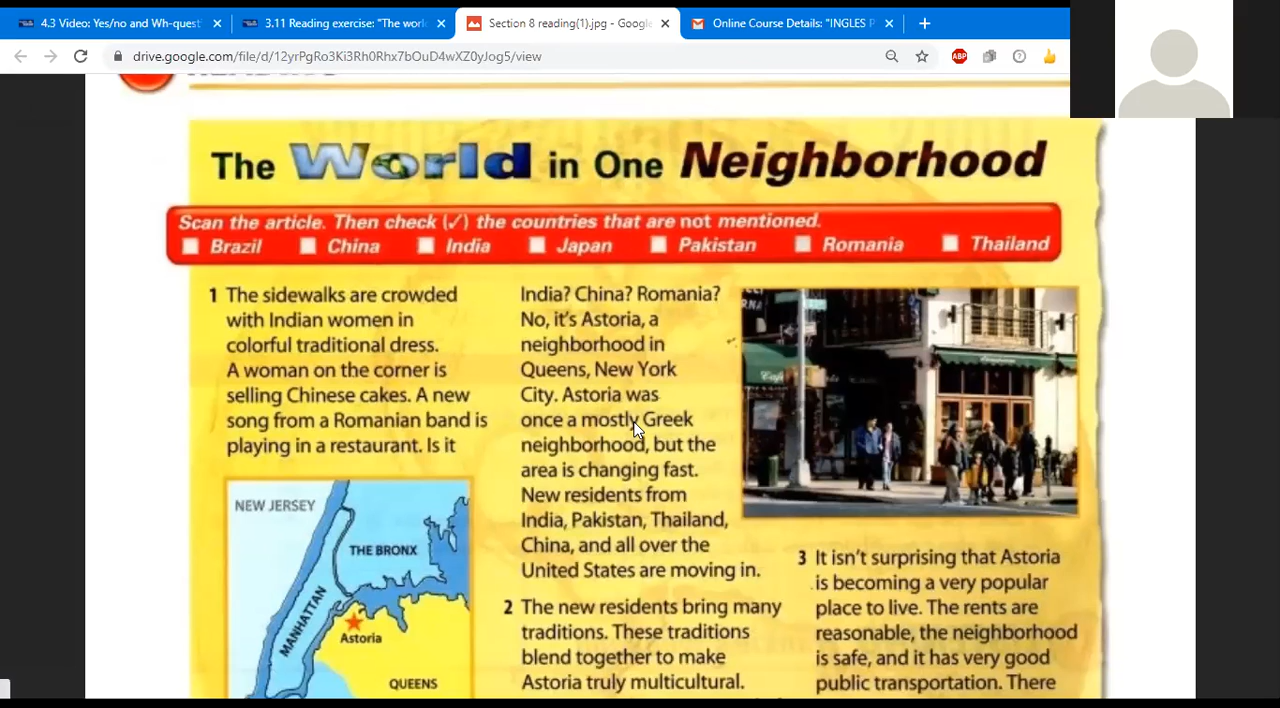 4.3 Video: Yes/no and Wh-quest
3.11 Reading exercise: "The worl
Section 8 reading(1).jpg - Google
Online Course Details: "INGLES P
drive.google.com/file/d/12yrPgRo3Ki3Rh0Rhx7bOuD4wXZ0yJog5/view
ABP
The World in One Neighborhood
Scan the article. Then check (✓) the countries that are not mentioned.
Brazil China India Japan Pakistan Romania Thailand
1 The sidewalks are crowded
with Indian women in
colorful traditional dress.
A woman on the corner is
selling Chinese cakes. A new
song from a Romanian band is
playing in a restaurant. Is it
NEW JERSEY
THE BRONX
MANHATTAN
Astoria
QUEENS
India? China? Romania?
No, it's Astoria, a
neighborhood in
Queens, New York
City. Astoria was
once a mostly Greek
neighborhood, but the
area is changing fast.
New residents from
India, Pakistan, Thailand,
China, and all over the
United States are moving in.
2 The new residents bring many
traditions. These traditions
blend together to make
Astoria truly multicultural.
3 It isn't surprising that Astoria
is becoming a very popular
place to live. The rents are
reasonable, the neighborhood
is safe, and it has very good
public transportation. There